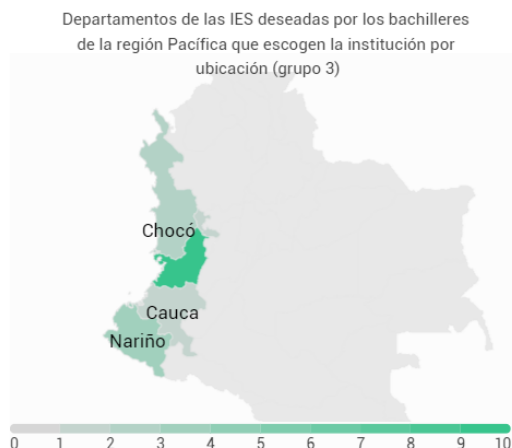 Departamentos de las IES deseadas por los bachilleres
de la región Pacífica que escogen la institución por
ubicación (grupo 3)
Chocó
Cauca
Nariño
0 1 2 3 4 5 6 7 8 9 10